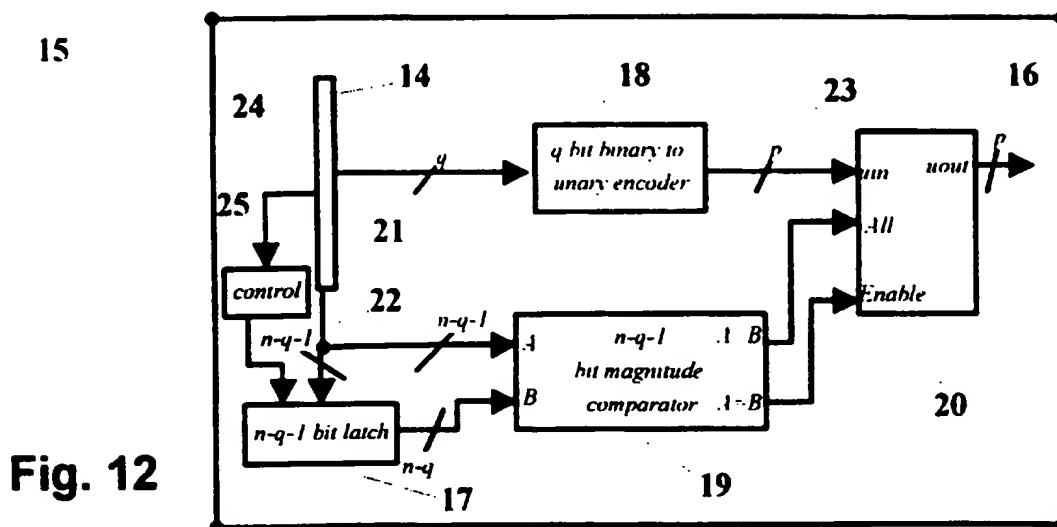 15
14
18
23
16
24
q
q bit binary to
unary encoder
p
uin
uout
p
25
21
All
control
22
Enable
n-q-1
n-q-1
A
n-q-1
A B
bit magnitude
comparator
B
A B
20
n-q-1 bit latch
n-q
Fig. 12
17
19